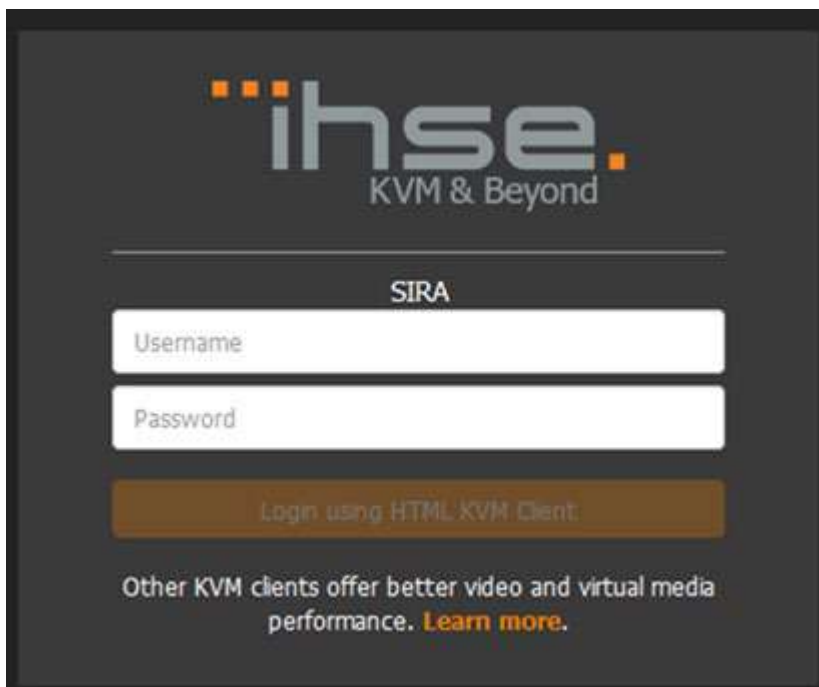 ihse.
KVM & Beyond
SIRA
Username
Password
Login using HTML KVM Client
Other KVM clients offer better video and virtual media
performance. Learn more.